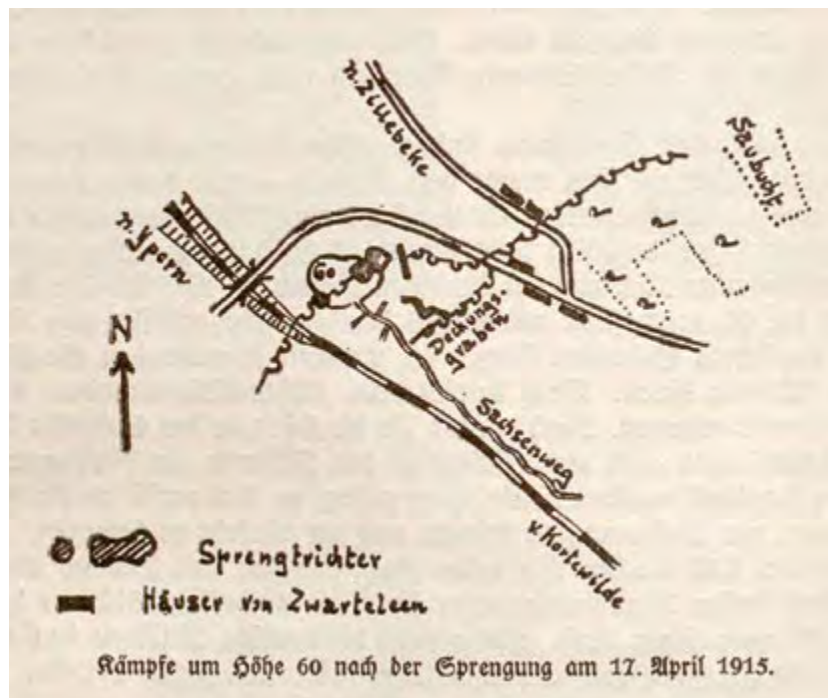 n. Zillebeke
Saubucht
n. Ypern
60
N
Deckungs-
graben
Sachsenweg
v. Kortewilde
Sprengtrichter
Häuser von Zwarteleen
Kämpfe um Höhe 60 nach der Sprengung am 17. April 1915.